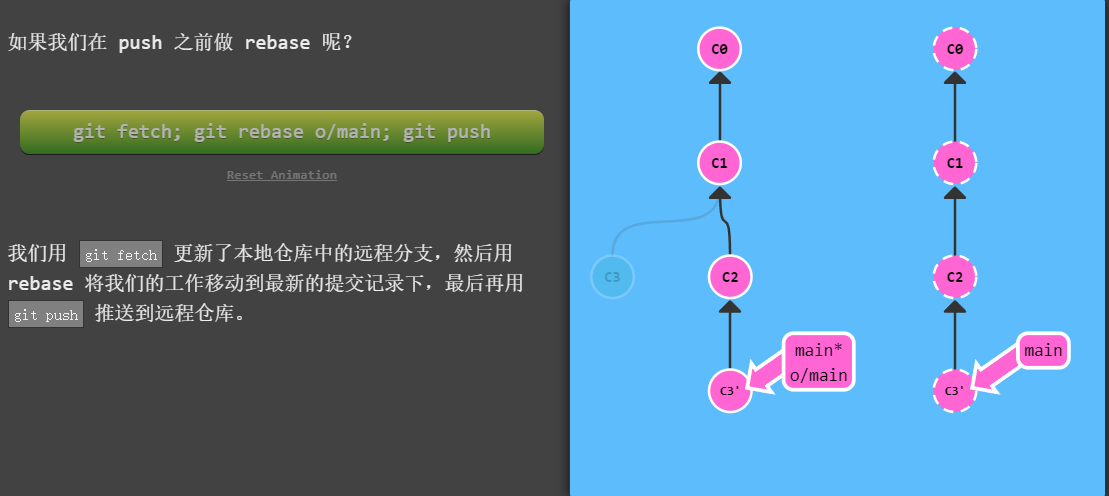 如果我们在 push 之前做 rebase 呢？
git fetch; git rebase o/main; git push
Reset Animation
我们用 git fetch 更新了本地仓库中的远程分支，然后用
rebase 将我们的工作移动到最新的提交记录下，最后再用
git push 推送到远程仓库。
C0
C1
C3
C2
main*
o/main
C3'
C0
C1
C2
main
C3'